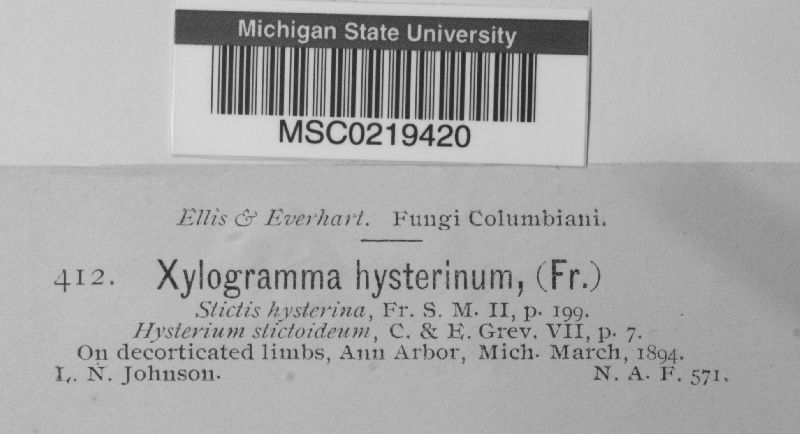 Michigan State University
MSC0219420
Ellis & Everhart. Fungi Columbiani.
412. Xylogramma hysterinum, (Fr.)
Stictis hysterina, Fr. S. M. II, p. 199.
Hysterium stictoideum, C. & E. Grev. VII, p. 7.
On decorticated limbs, Ann Arbor, Mich. March, 1894.
L. N. Johnson. N. A. F. 571.